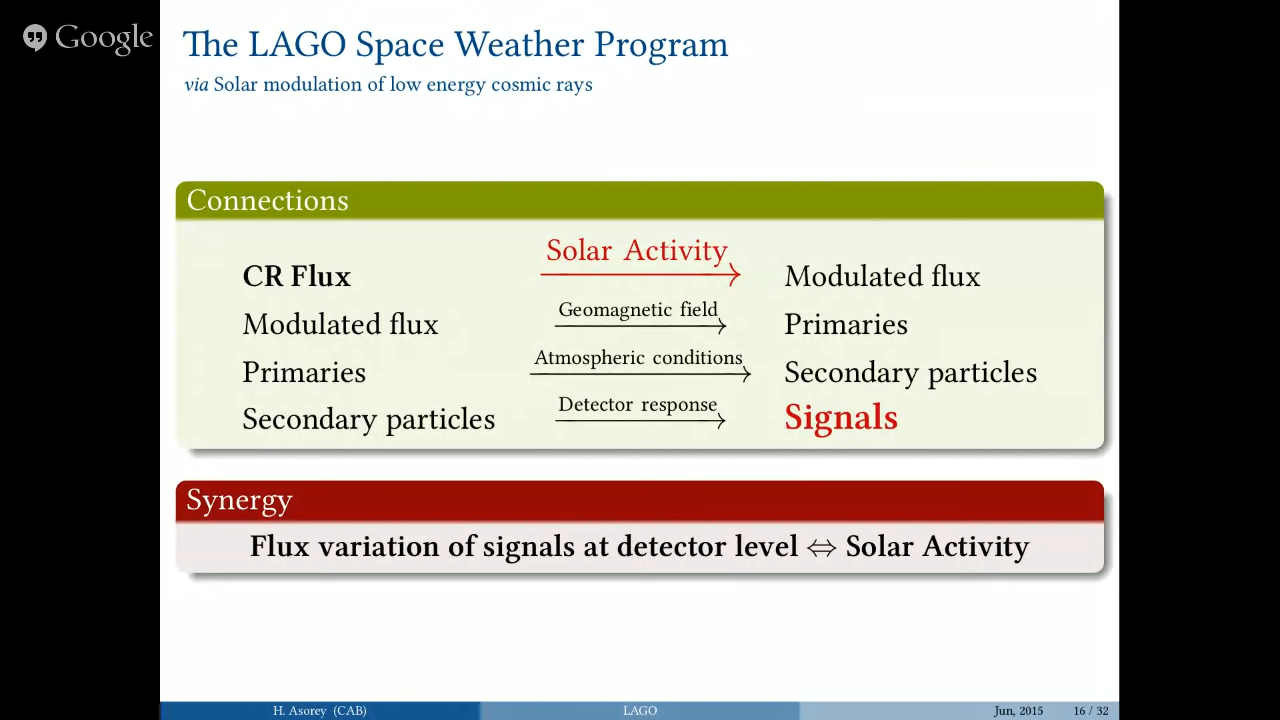 Google
The LAGO Space Weather Program
via Solar modulation of low energy cosmic rays
Connections
CR Flux Solar Activity Modulated flux
Modulated flux Geomagnetic field Primaries
Primaries Atmospheric conditions Secondary particles
Secondary particles Detector response Signals
Synergy
Flux variation of signals at detector level ⇔ Solar Activity
H. Asorey (CAB) LAGO Jun, 2015 16 / 32